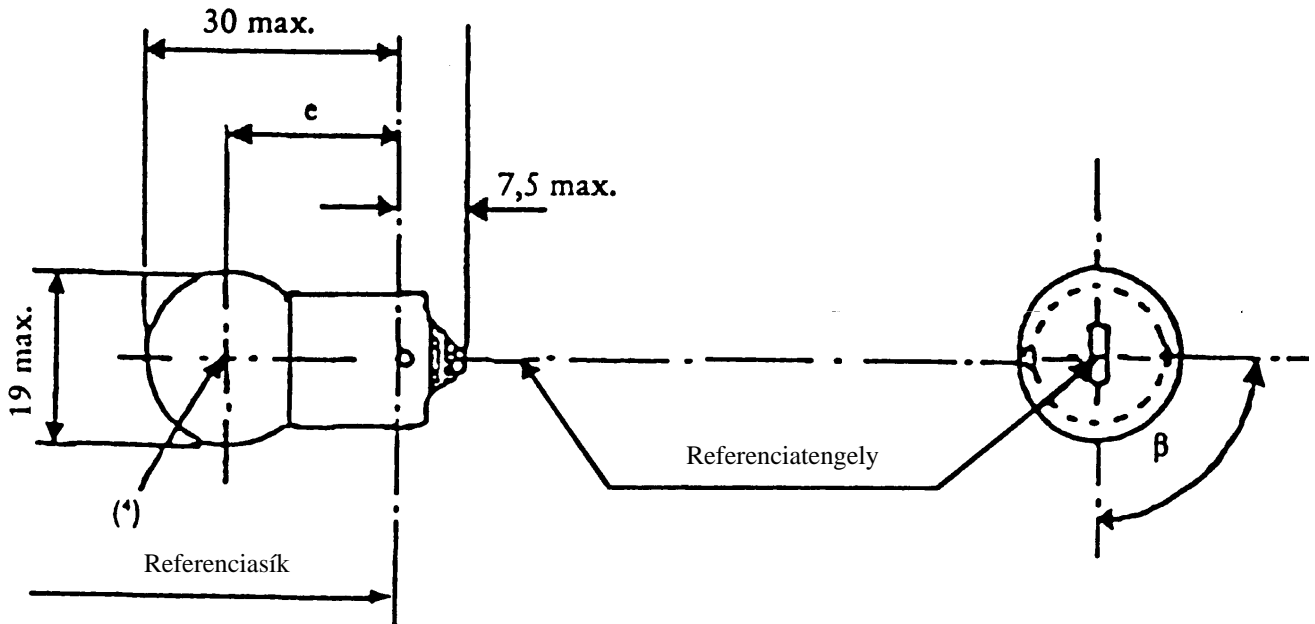 30 max.
e
7,5 max.
19 max.
Referenciatengely
β
(⁴)
Referenciasík